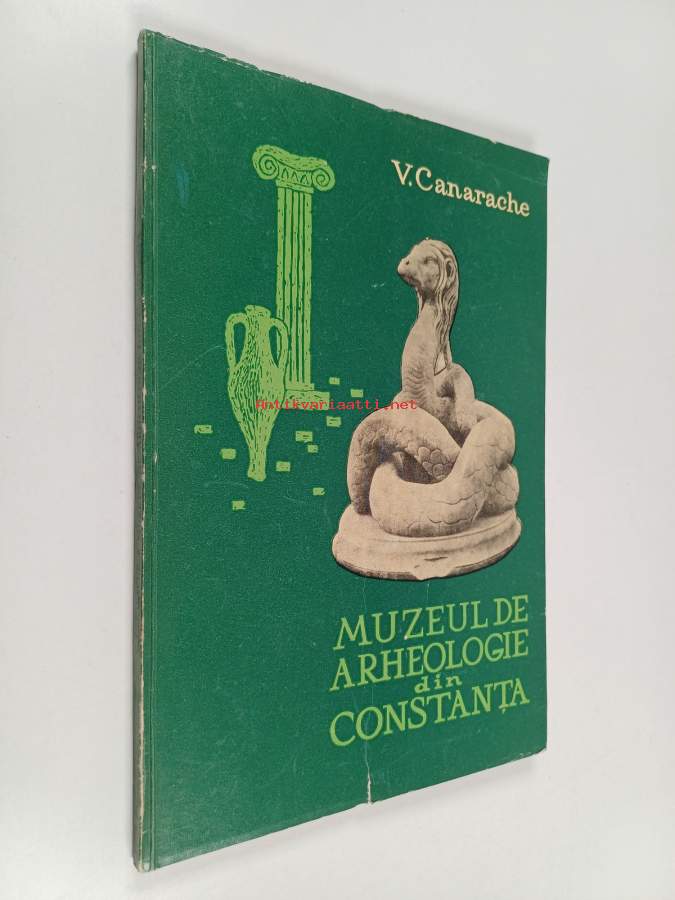 V. Canarache
Antikvariaatti.net
MUZEUL DE
ARHEOLOGIE
din
CONSTANȚA